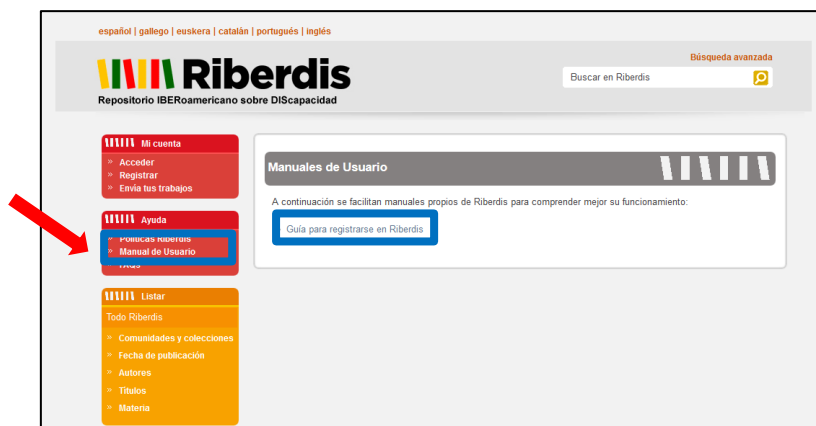 español | gallego | euskera | catalán | portugués | inglés
Riberdis
Repositorio IBERoamericano sobre DIScapacidad
Búsqueda avanzada
Buscar en Riberdis
Mi cuenta
» Acceder
» Registrar
» Envía tus trabajos
Ayuda
» Políticas Riberdis
» Manual de Usuario
» FAQs
Listar
Todo Riberdis
» Comunidades y colecciones
» Fecha de publicación
» Autores
» Títulos
» Materia
Manuales de Usuario
A continuación se facilitan manuales propios de Riberdis para comprender mejor su funcionamiento:
Guía para registrarse en Riberdis